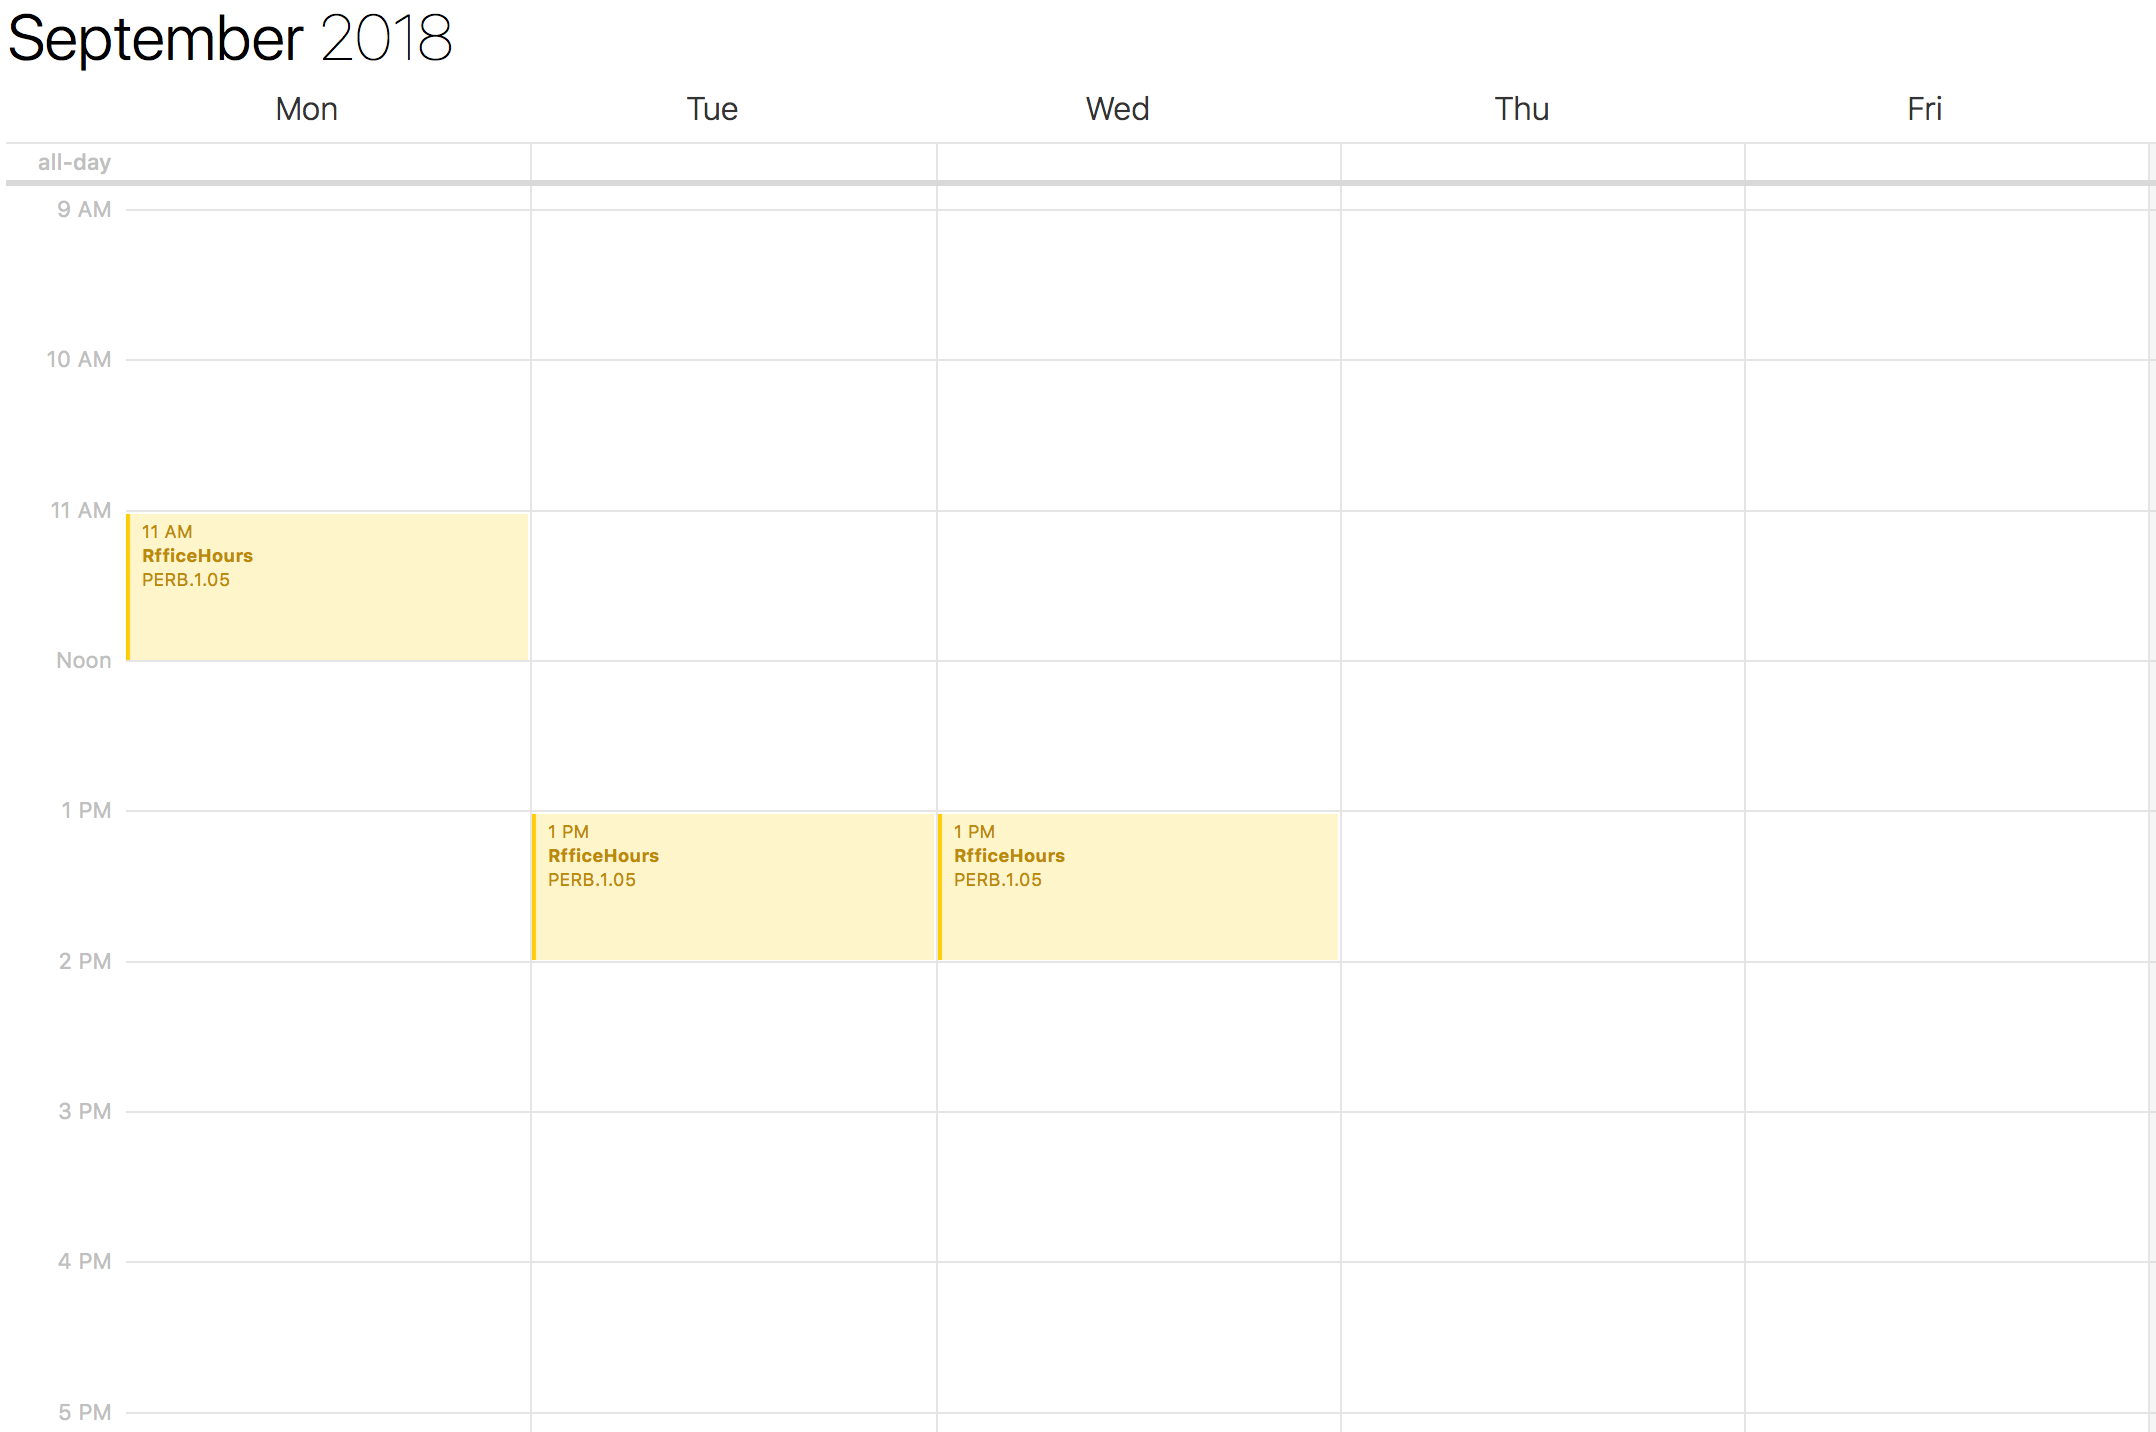 September 2018
Mon Tue Wed Thu Fri
all-day
9 AM
10 AM
11 AM
11 AM
RfficeHours
PERB.1.05
Noon
1 PM
1 PM
RfficeHours
PERB.1.05
1 PM
RfficeHours
PERB.1.05
2 PM
3 PM
4 PM
5 PM